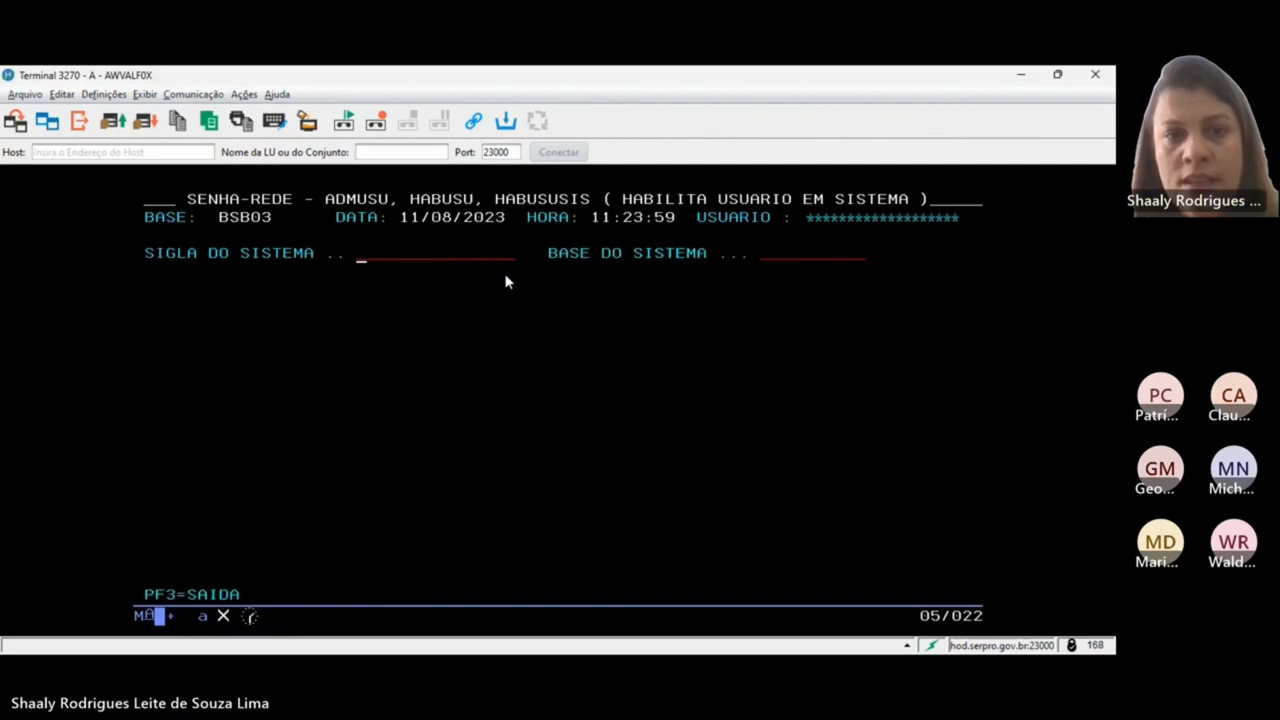 Terminal 3270 - A - AWVALF0X
Arquivo Editar Definições Exibir Comunicação Ações Ajuda
Host: Insira o Endereço do Host Nome da LU ou do Conjunto: Port: 23000 Conectar
___ SENHA-REDE - ADMUSU, HABUSU, HABUSUSIS ( HABILITA USUARIO EM SISTEMA )_____
BASE: BSB03 DATA: 11/08/2023 HORA: 11:23:59 USUARIO : *******************
SIGLA DO SISTEMA .. BASE DO SISTEMA ...
PF3=SAIDA
MA + a X 05/022
hod.serpro.gov.br:23000 168
Shaaly Rodrigues ...
PC CA
Patrí... Clau...
GM MN
Geo... Mich...
MD WR
Mari... Wald...
Shaaly Rodrigues Leite de Souza Lima